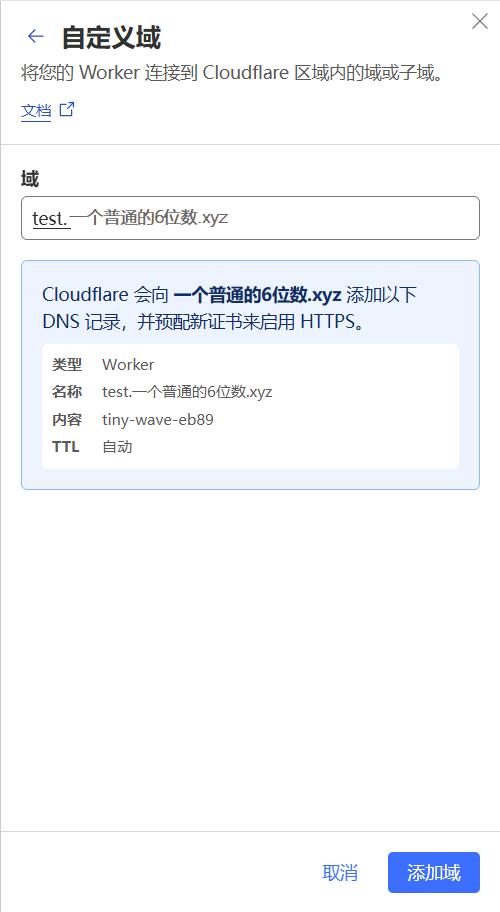 自定义域
将您的 Worker 连接到 Cloudflare 区域内的域或子域。
文档
域
test.一个普通的6位数.xyz
Cloudflare 会向 一个普通的6位数.xyz 添加以下
DNS 记录，并预配新证书来启用 HTTPS。
类型 Worker
名称 test.一个普通的6位数.xyz
内容 tiny-wave-eb89
TTL 自动
取消 添加域